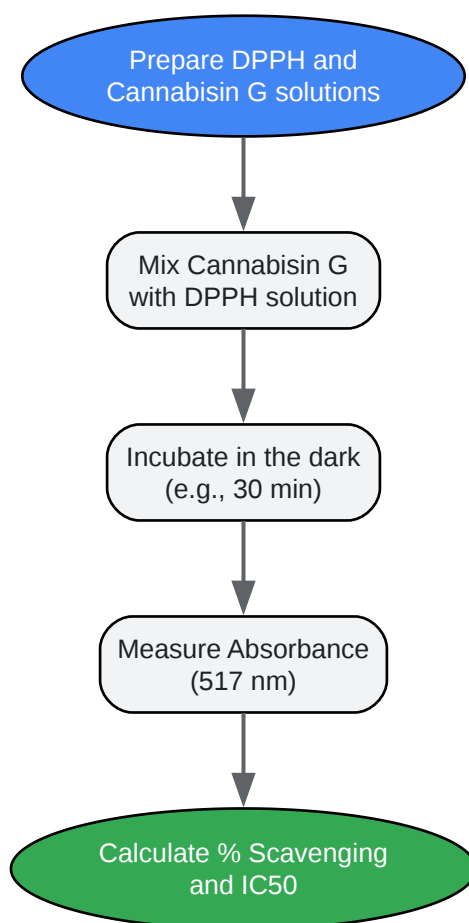 Prepare DPPH and
Cannabisin G solutions
Mix Cannabisin G
with DPPH solution
Incubate in the dark
(e.g., 30 min)
Measure Absorbance
(517 nm)
Calculate % Scavenging
and IC50